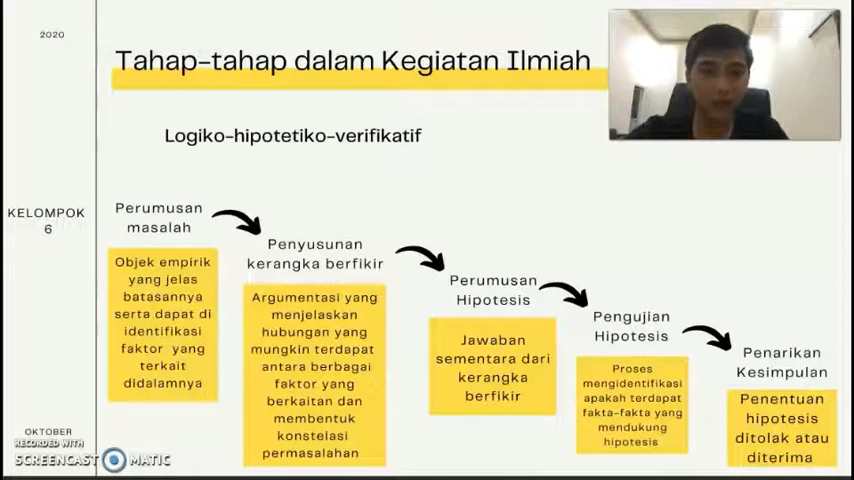 2020
Tahap-tahap dalam Kegiatan Ilmiah
Logiko-hipotetiko-verifikatif
KELOMPOK
6
Perumusan
masalah
Objek empirik
yang jelas
batasannya
serta dapat di
identifikasi
faktor yang
terkait
didalamnya
Penyusunan
kerangka berfikir
Argumentasi yang
menjelaskan
hubungan yang
mungkin terdapat
antara berbagai
faktor yang
berkaitan dan
membentuk
konstelasi
permasalahan
Perumusan
Hipotesis
Jawaban
sementara dari
kerangka
berfikir
Pengujian
Hipotesis
Proses
mengidentifikasi
apakah terdapat
fakta-fakta yang
mendukung
hipotesis
Penarikan
Kesimpulan
Penentuan
hipotesis
ditolak atau
diterima
OKTOBER
RECORDED WITH
SCREENCAST MATIC